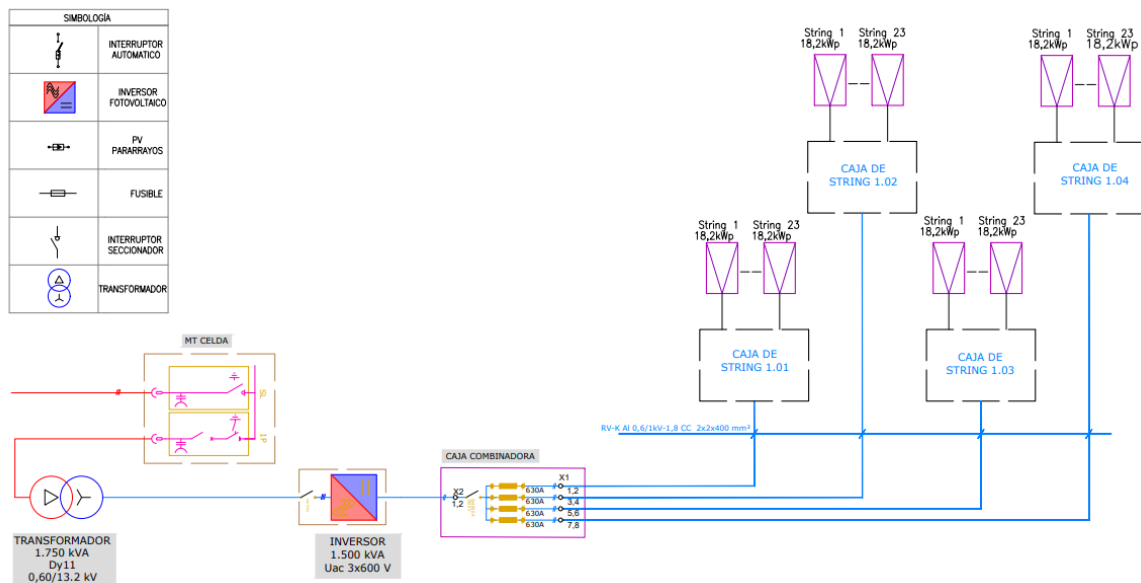 SIMBOLOGÍA
INTERRUPTOR
AUTOMATICO
INVERSOR
FOTOVOLTAICO
PV
PARARRAYOS
FUSIBLE
INTERRUPTOR
SECCIONADOR
TRANSFORMADOR
String 1
18,2kWp
String 23
18,2kWp
CAJA DE
STRING 1.02
String 1
18,2kWp
String 23
18,2kWp
CAJA DE
STRING 1.04
String 1
18,2kWp
String 23
18,2kWp
CAJA DE
STRING 1.01
String 1
18,2kWp
String 23
18,2kWp
CAJA DE
STRING 1.03
RV-K Al 0,6/1kV-1,8 CC 2x2x400 mm²
MT CELDA
1P
CAJA COMBINADORA
X2
1,2
X1
630A
1,2
630A
3,4
630A
5,6
630A
7,8
TRANSFORMADOR
1.750 kVA
Dy11
0,60/13.2 kV
INVERSOR
1.500 kVA
Uac 3x600 V